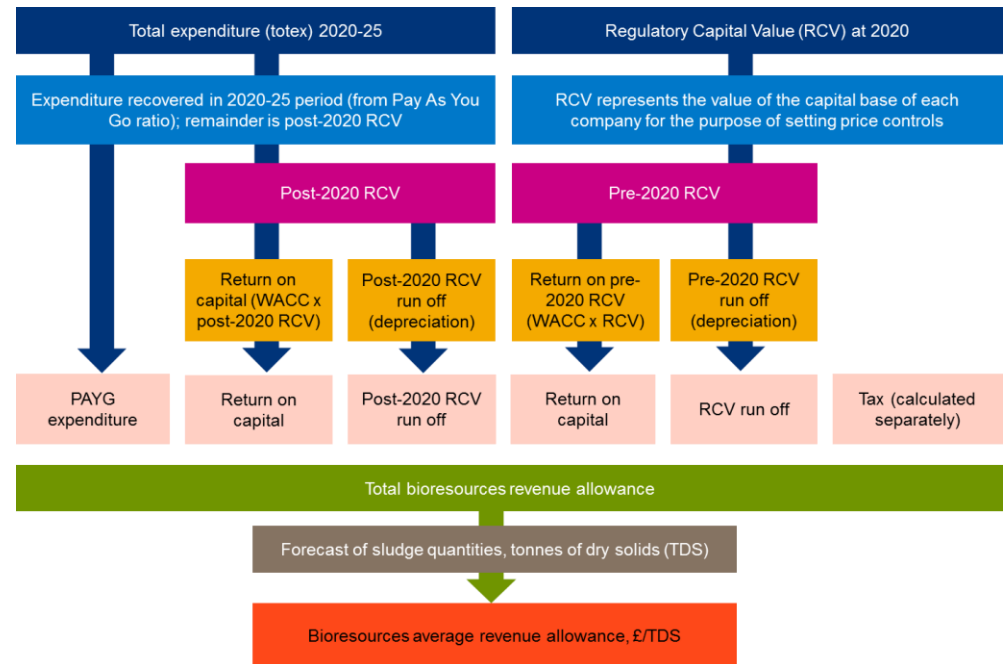 Total expenditure (totex) 2020-25
Regulatory Capital Value (RCV) at 2020
Expenditure recovered in 2020-25 period (from Pay As You
Go ratio); remainder is post-2020 RCV
RCV represents the value of the capital base of each
company for the purpose of setting price controls
Post-2020 RCV
Pre-2020 RCV
Return on
capital (WACC x
post-2020 RCV)
Post-2020 RCV
run off
(depreciation)
Return on pre-
2020 RCV
(WACC x RCV)
Pre-2020 RCV
run off
(depreciation)
PAYG
expenditure
Return on
capital
Post-2020 RCV
run off
Return on
capital
RCV run off
Tax (calculated
separately)
Total bioresources revenue allowance
Forecast of sludge quantities, tonnes of dry solids (TDS)
Bioresources average revenue allowance, £/TDS